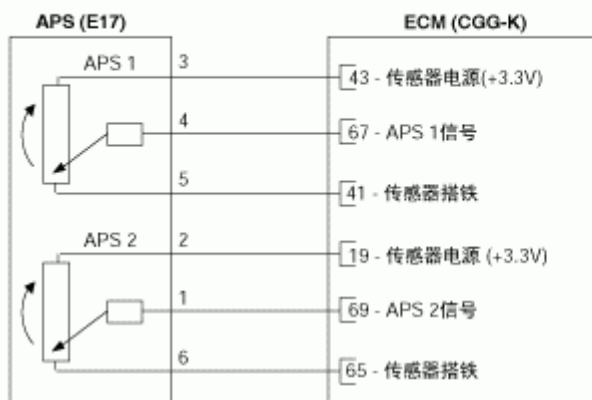 APS (E17) ECM (CGG-K)
APS 1 3 43 - 传感器电源(+3.3V)
4 67 - APS 1信号
5 41 - 传感器搭铁
APS 2 2 19 - 传感器电源 (+3.3V)
1 69 - APS 2信号
6 65 - 传感器搭铁